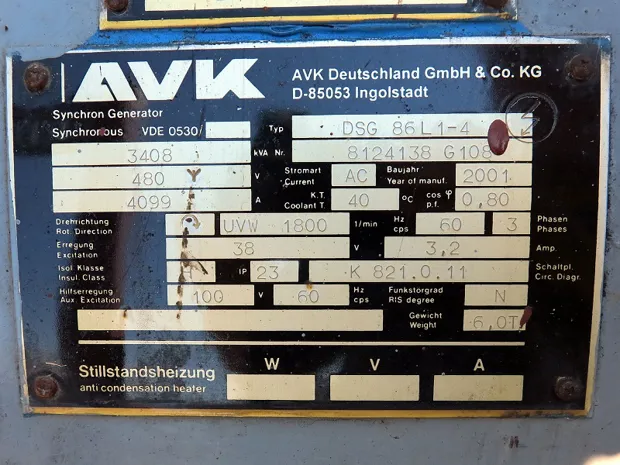 AVK
AVK Deutschland GmbH & Co. KG
D-85053 Ingolstadt
Synchron Generator
Synchronous VDE 0530/ Typ DSG 86L1-4
3408 kVA Nr. 8124138 G108
480 Y V Stromart Current AC Baujahr Year of manuf. 2001
4099 A K.T. Coolant T. 40 °C cos φ p.f. 0,80
Drehrichtung Rot. Direction UVW 1800 1/min Hz cps 60 3 Phasen Phases
Erregung Excitation 38 V 3,2 Amp.
Isol. Klasse Insul. Class IP 23 K 821.0.11 Schaltpl. Circ. Diagr.
Hilfserregung Aux. Excitation 100 V 60 Hz cps Funkstorgrad RIS degree N
Gewicht Weight 6,0T
W V A
Stillstandsheizung
anti condensation heater